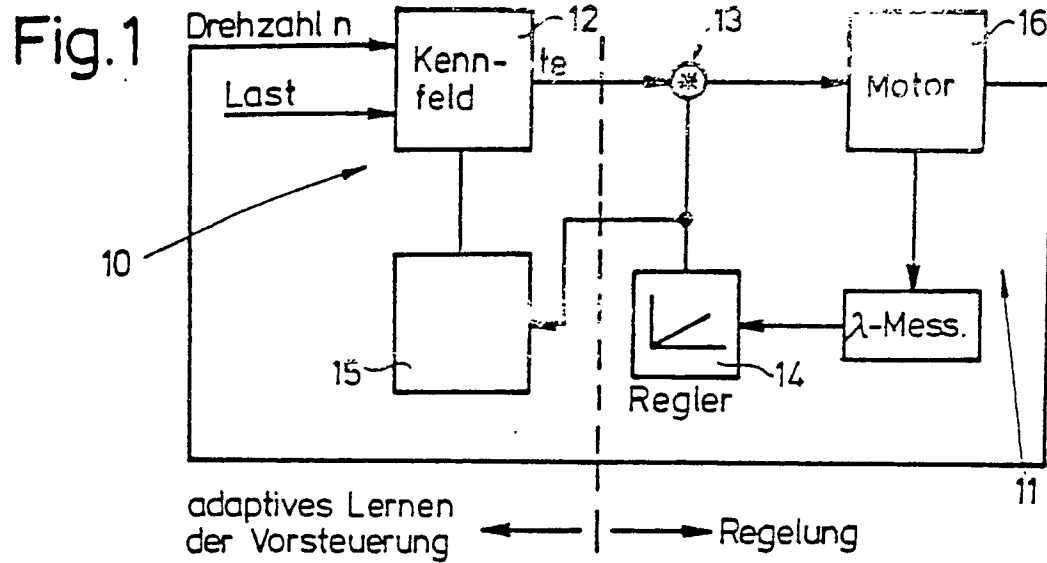 Fig.1
Drehzahl n
12
13
16
Kenn-
feld
te
Motor
Last
10
λ-Mess.
15
14
Regler
11
adaptives Lernen
der Vorsteuerung
Regelung